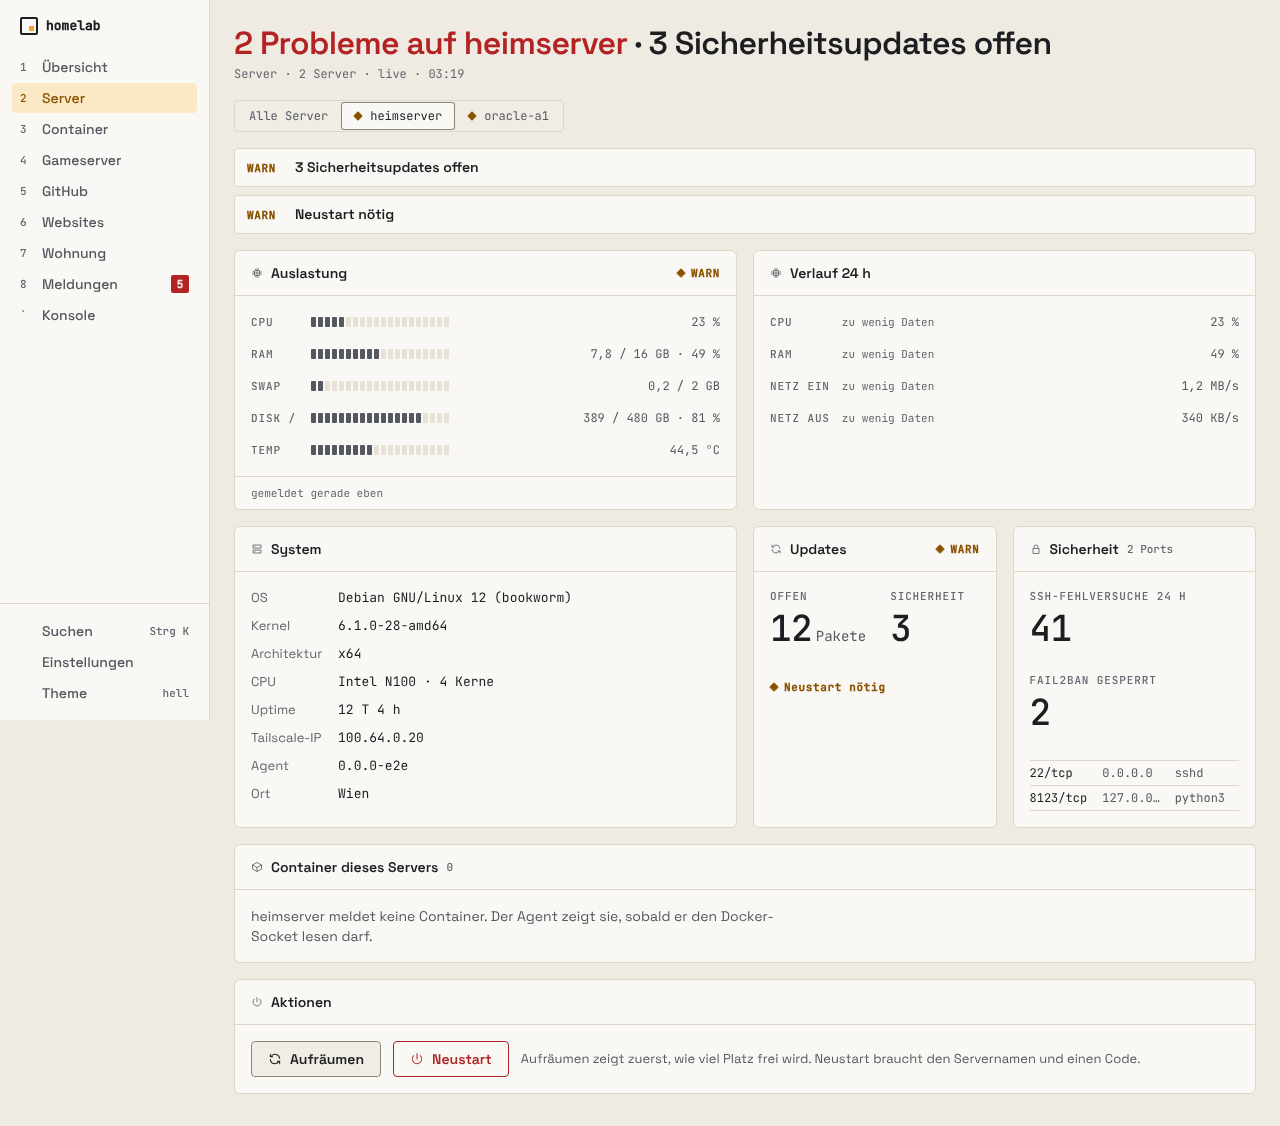 homelab
1 Übersicht
2 Server
3 Container
4 Gameserver
5 GitHub
6 Websites
7 Wohnung
8 Meldungen 5
` Konsole
Suchen Strg K
Einstellungen
Theme hell
2 Probleme auf heimserver · 3 Sicherheitsupdates offen
Server · 2 Server · live · 03:19
Alle Server ◆ heimserver ◆ oracle-a1
WARN 3 Sicherheitsupdates offen
WARN Neustart nötig
Auslastung ◆ WARN
CPU 23 %
RAM 7,8 / 16 GB · 49 %
SWAP 0,2 / 2 GB
DISK / 389 / 480 GB · 81 %
TEMP 44,5 °C
gemeldet gerade eben
Verlauf 24 h
CPU zu wenig Daten 23 %
RAM zu wenig Daten 49 %
NETZ EIN zu wenig Daten 1,2 MB/s
NETZ AUS zu wenig Daten 340 KB/s
System
OS Debian GNU/Linux 12 (bookworm)
Kernel 6.1.0-28-amd64
Architektur x64
CPU Intel N100 · 4 Kerne
Uptime 12 T 4 h
Tailscale-IP 100.64.0.20
Agent 0.0.0-e2e
Ort Wien
Updates ◆ WARN
OFFEN SICHERHEIT
12 Pakete 3
◆ Neustart nötig
Sicherheit 2 Ports
SSH-FEHLVERSUCHE 24 H
41
FAIL2BAN GESPERRT
2
22/tcp 0.0.0.0 sshd
8123/tcp 127.0.0… python3
Container dieses Servers 0
heimserver meldet keine Container. Der Agent zeigt sie, sobald er den Docker-
Socket lesen darf.
Aktionen
Aufräumen Neustart Aufräumen zeigt zuerst, wie viel Platz frei wird. Neustart braucht den Servernamen und einen Code.